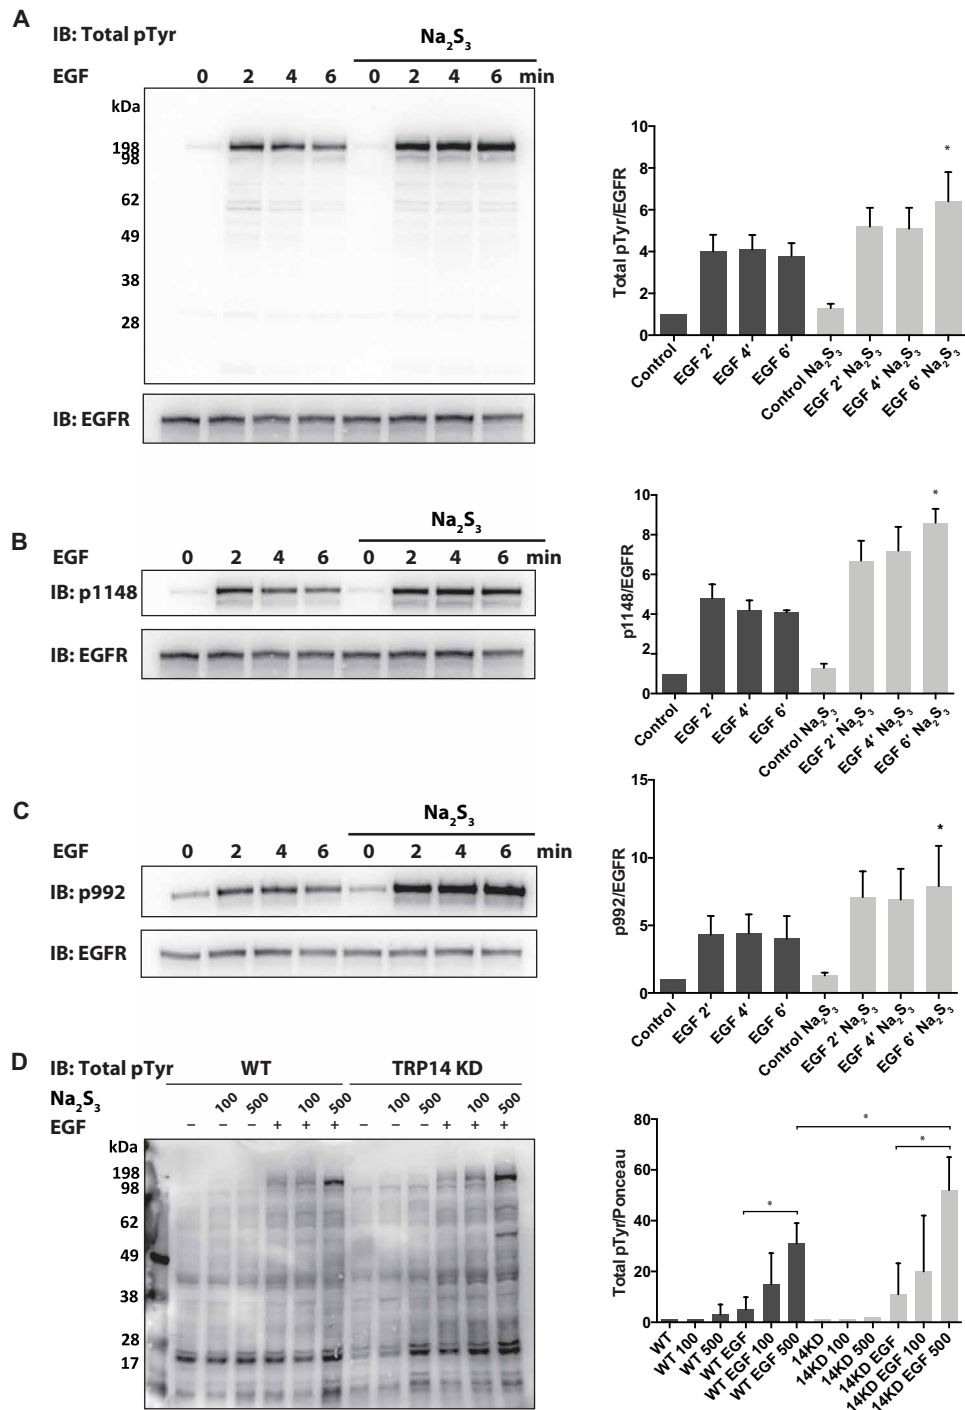 A
IB: Total pTyr
Na2S3
EGF 0 2 4 6 0 2 4 6 min
kDa
198
98
62
49
38
28
IB: EGFR
Total pTyr/EGFR
10
8
6
4
2
0
*
Control
EGF 2′
EGF 4′
EGF 6′
Control Na2S3
EGF 2′ Na2S3
EGF 4′ Na2S3
EGF 6′ Na2S3
B
Na2S3
EGF 0 2 4 6 0 2 4 6 min
IB: p1148
IB: EGFR
p1148/EGFR
10
8
6
4
2
0
*
Control
EGF 2′
EGF 4′
EGF 6′
Control Na2S3
EGF 2′ Na2S3
EGF 4′ Na2S3
EGF 6′ Na2S3
C
Na2S3
EGF 0 2 4 6 0 2 4 6 min
IB: p992
IB: EGFR
p992/EGFR
15
10
5
0
*
Control
EGF 2′
EGF 4′
EGF 6′
Control Na2S3
EGF 2′ Na2S3
EGF 4′ Na2S3
EGF 6′ Na2S3
D
IB: Total pTyr WT TRP14 KD
Na2S3 100 500 100 500 100 500 100 500
EGF − − − + + + − − − + + +
kDa
198
98
62
49
38
28
17
Total pTyr/Ponceau
80
60
40
20
0
*
*
*
WT
WT 100
WT 500
WT EGF
WT EGF 100
WT EGF 500
14KD
14KD 100
14KD 500
14KD EGF
14KD EGF 100
14KD EGF 500